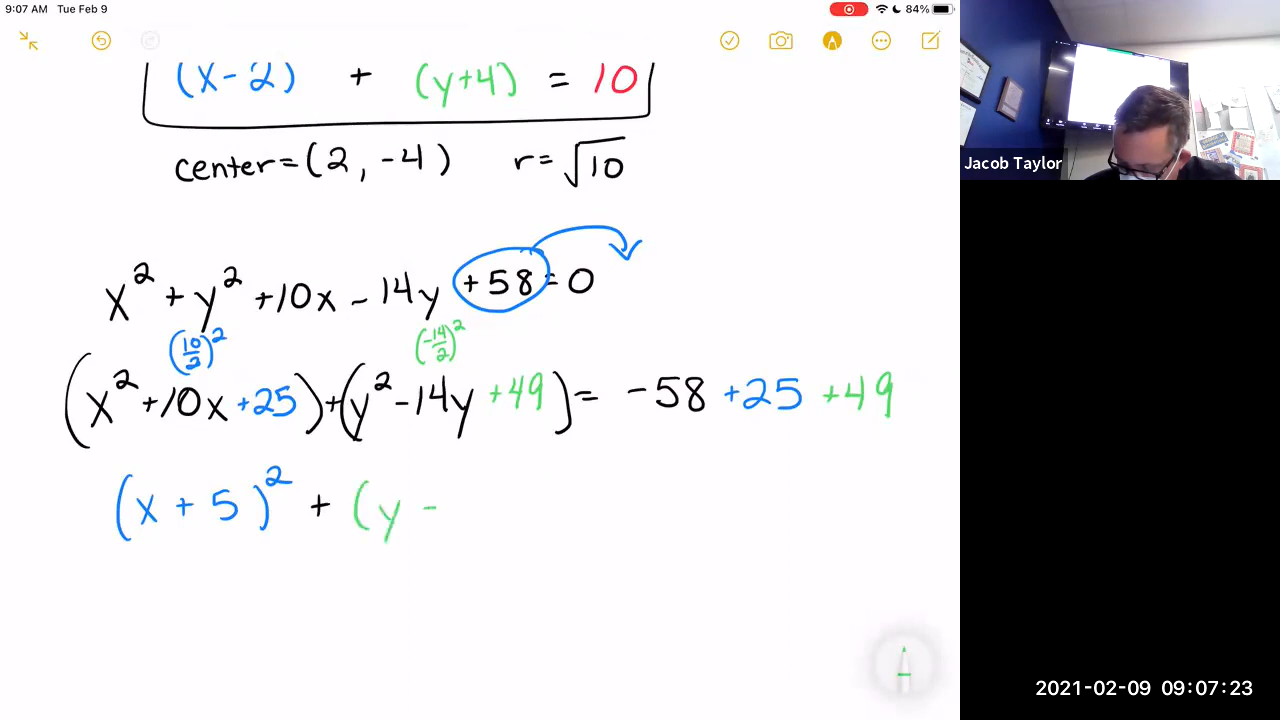 9:07 AM Tue Feb 9
84%
(x-2) + (y+4) = 10
center=(2, -4) r=√10
x² + y² +10x - 14y +58 = 0
(10/2)² (-14/2)²
(x² +10x +25) + (y² -14y +49) = -58 +25 +49
(x + 5)² + (y -
Jacob Taylor
2021-02-09 09:07:23